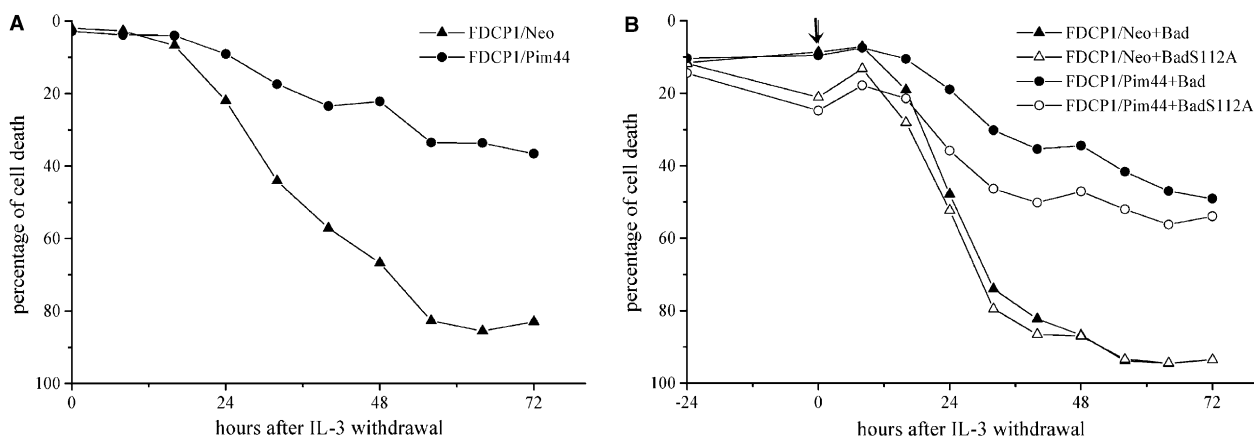 A
percentage of cell death
0
20
40
60
80
100
0
24
48
72
hours after IL-3 withdrawal
FDCP1/Neo
FDCP1/Pim44
B
percentage of cell death
0
20
40
60
80
100
-24
0
24
48
72
hours after IL-3 withdrawal
FDCP1/Neo+Bad
FDCP1/Neo+BadS112A
FDCP1/Pim44+Bad
FDCP1/Pim44+BadS112A